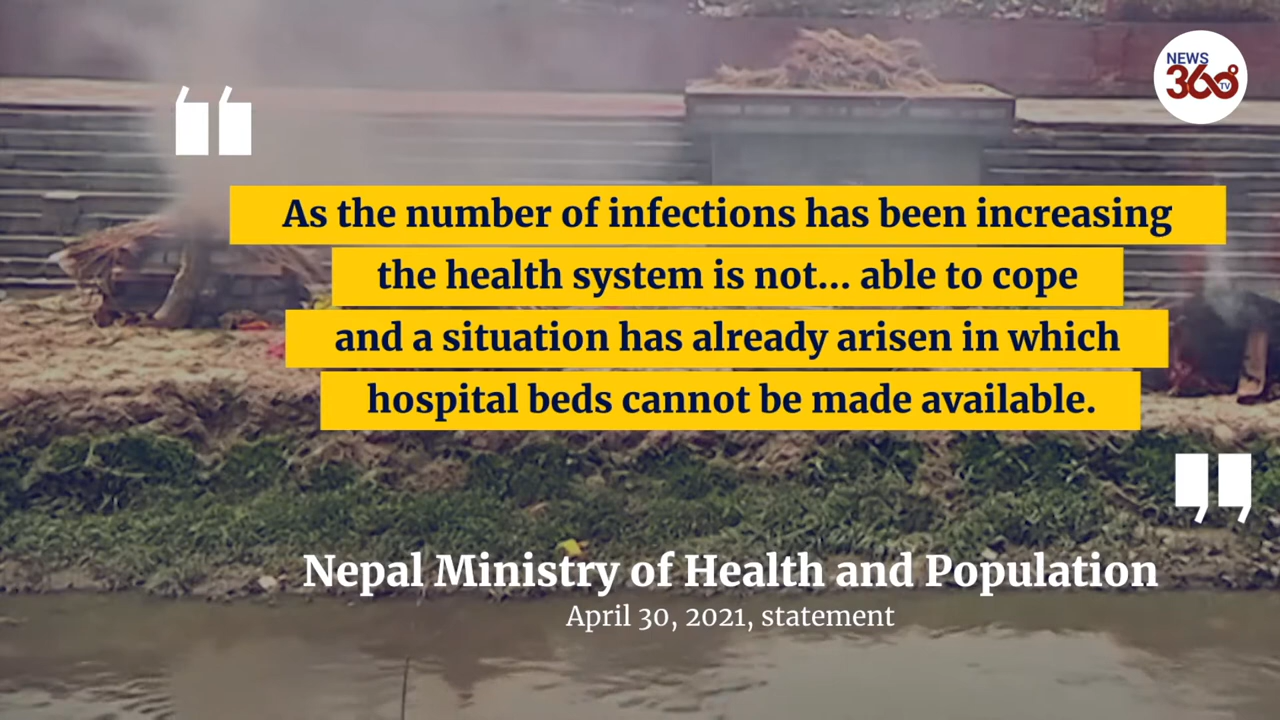 NEWS
360°
TV
“
As the number of infections has been increasing
the health system is not... able to cope
and a situation has already arisen in which
hospital beds cannot be made available.
”
Nepal Ministry of Health and Population
April 30, 2021, statement